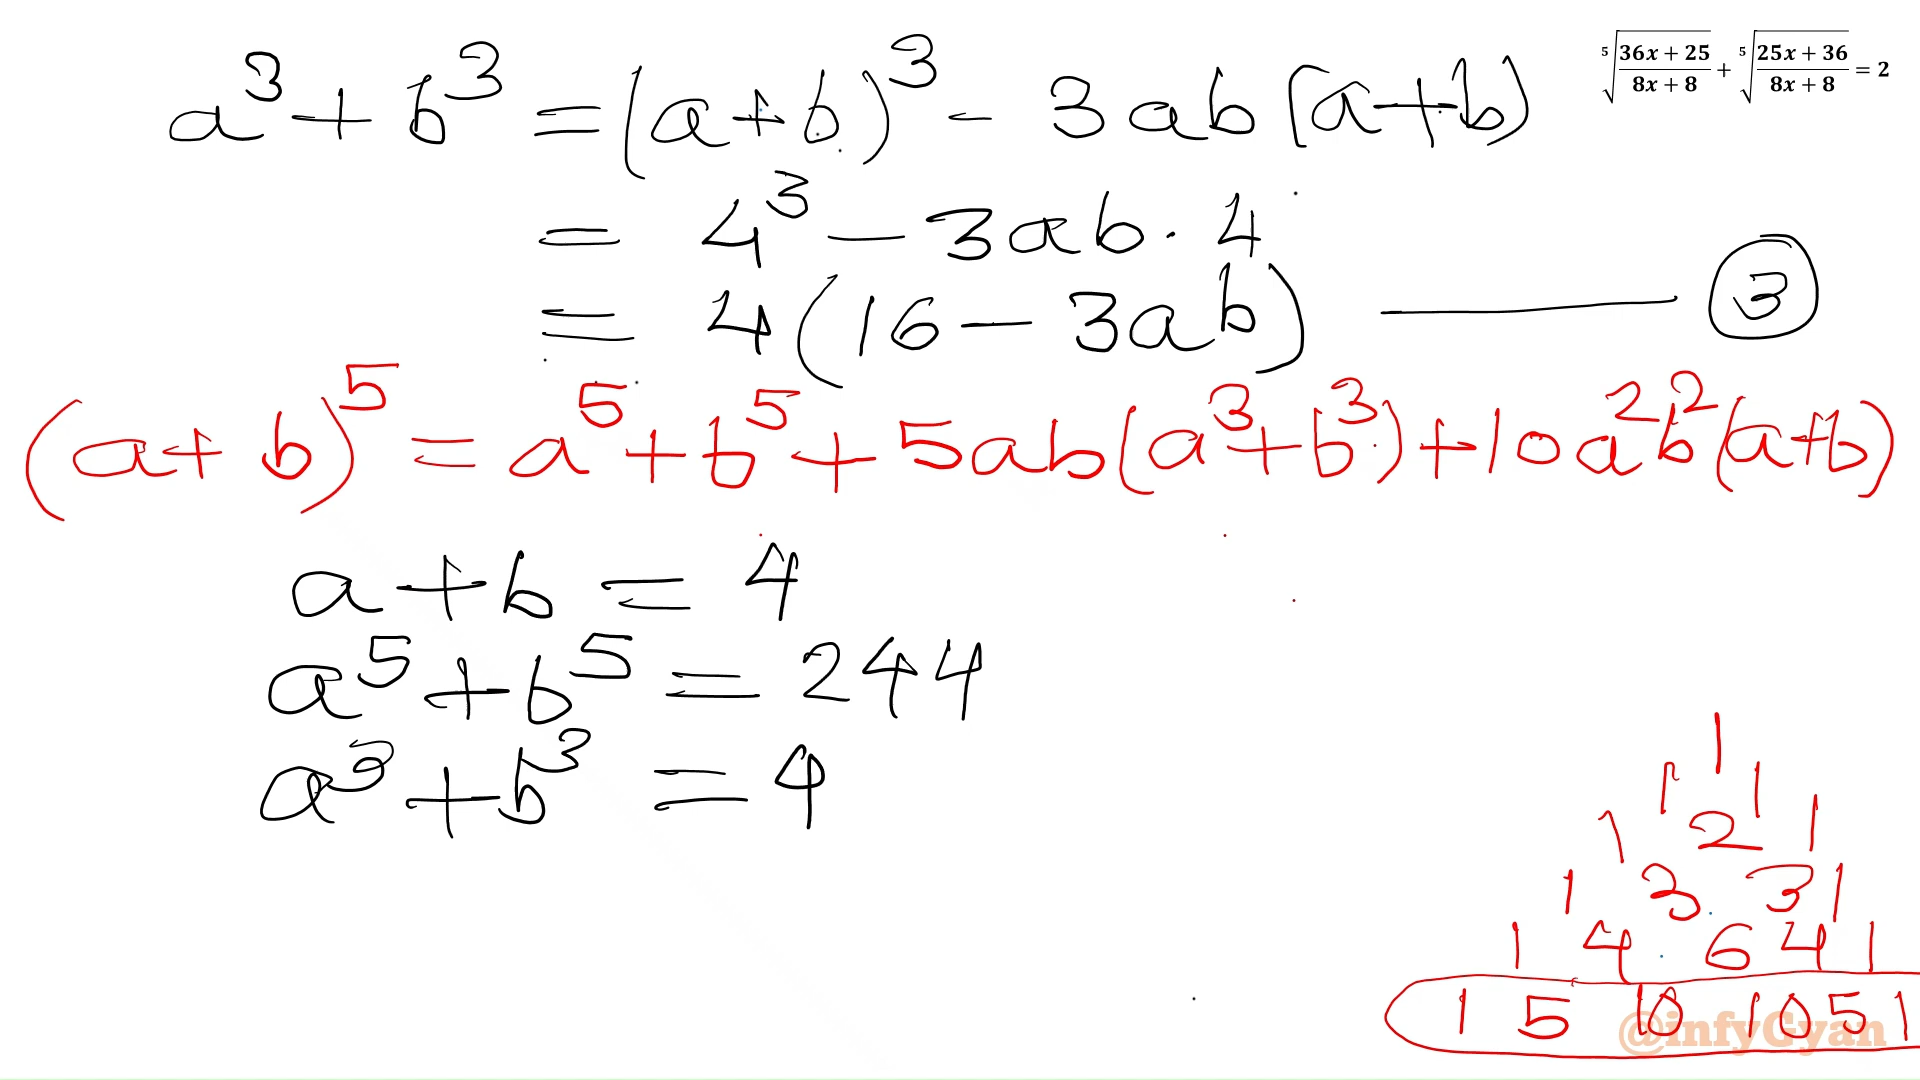 a³ + b³ = (a+b)³ - 3ab(a+b)
⁵√((36x + 25)/(8x + 8)) + ⁵√((25x + 36)/(8x + 8)) = 2
= 4³ - 3ab · 4
= 4(16 - 3ab) —— ③
(a+b)⁵ = a⁵ + b⁵ + 5ab(a³+b³) + 10a²b²(a+b)
a + b = 4
a⁵ + b⁵ = 244
a³ + b³ = 4
1
1 1
1 2 1
1 3 3 1
1 4 6 4 1
1 5 10 10 5 1
@infyGyan